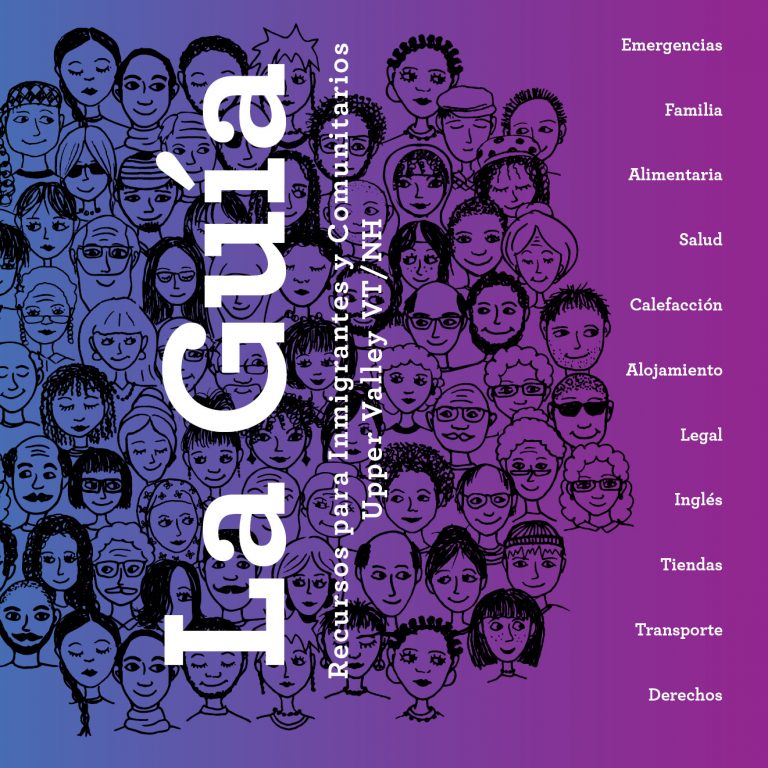 La Guía
Recursos para Inmigrantes y Comunitarios
Upper Valley VT/NH
Emergencias
Familia
Alimentaria
Salud
Calefacción
Alojamiento
Legal
Inglés
Tiendas
Transporte
Derechos